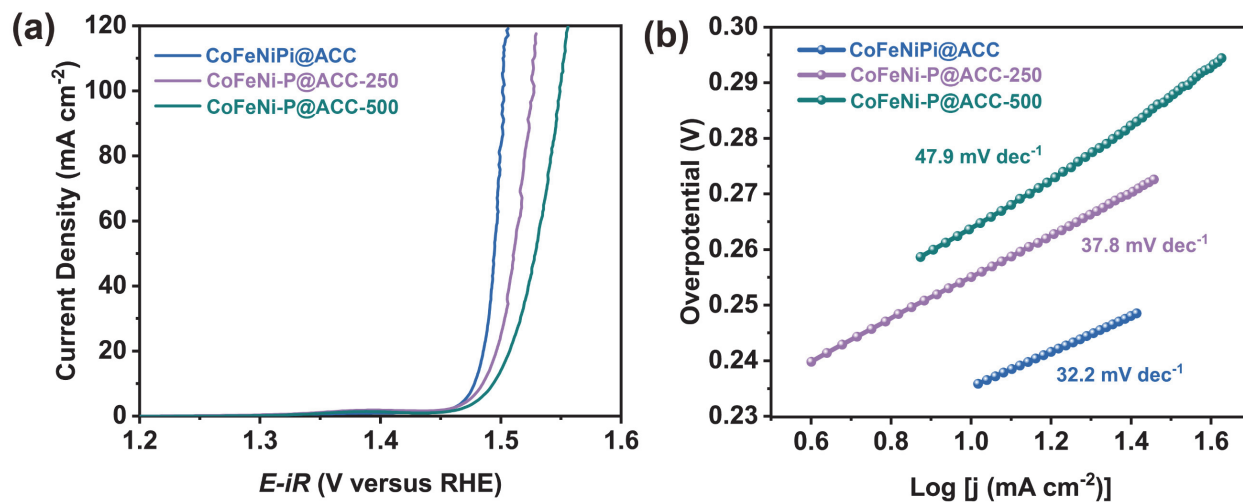 (a)
CoFeNiPi@ACC
CoFeNi-P@ACC-250
CoFeNi-P@ACC-500
Current Density (mA cm⁻²)
120
100
80
60
40
20
0
1.2 1.3 1.4 1.5 1.6
E-iR (V versus RHE)
(b)
CoFeNiPi@ACC
CoFeNi-P@ACC-250
CoFeNi-P@ACC-500
47.9 mV dec⁻¹
37.8 mV dec⁻¹
32.2 mV dec⁻¹
Overpotential (V)
0.30
0.29
0.28
0.27
0.26
0.25
0.24
0.23
0.6 0.8 1.0 1.2 1.4 1.6
Log [j (mA cm⁻²)]